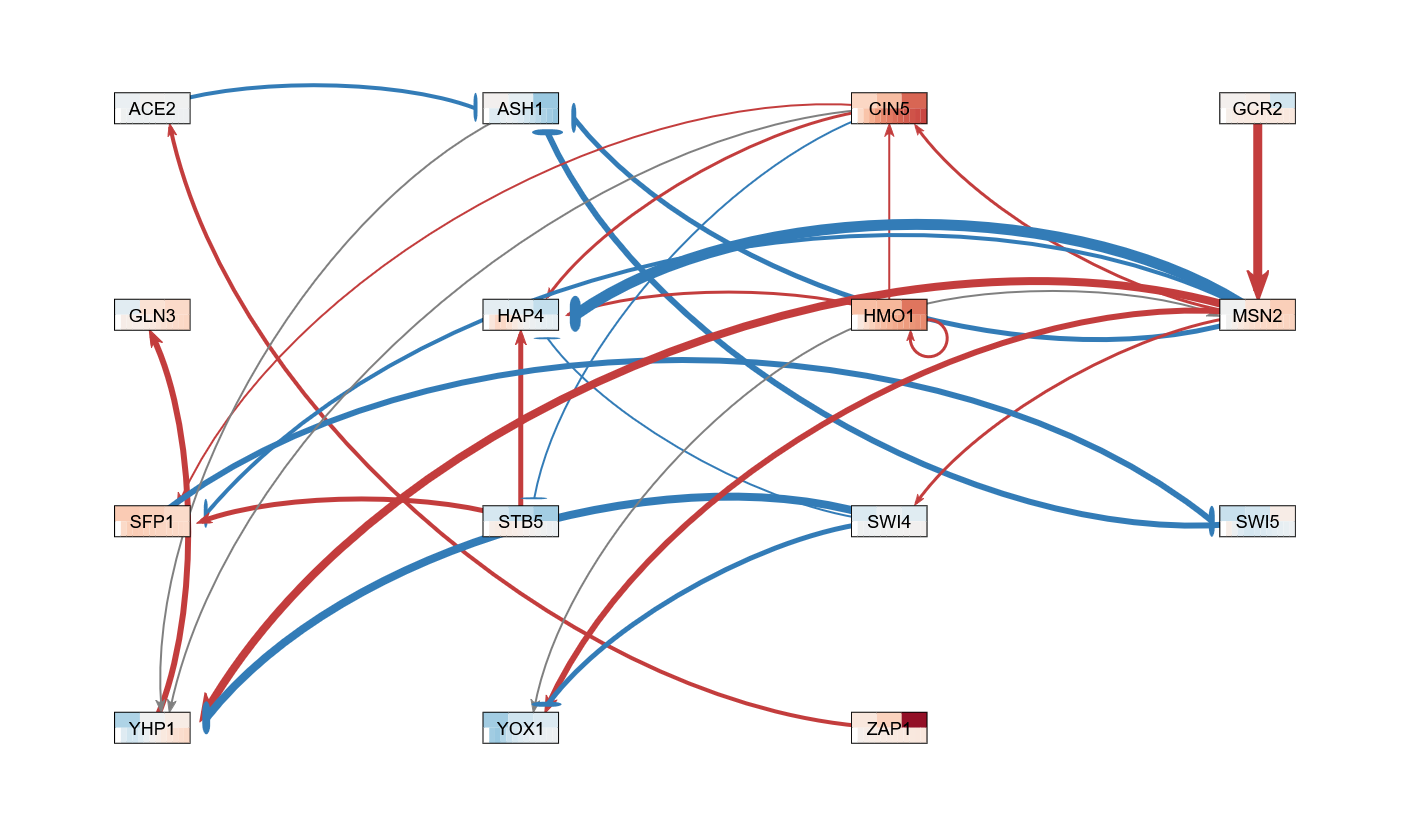 ACE2
ASH1
CIN5
GCR2
GLN3
HAP4
HMO1
MSN2
SFP1
STB5
SWI4
SWI5
YHP1
YOX1
ZAP1